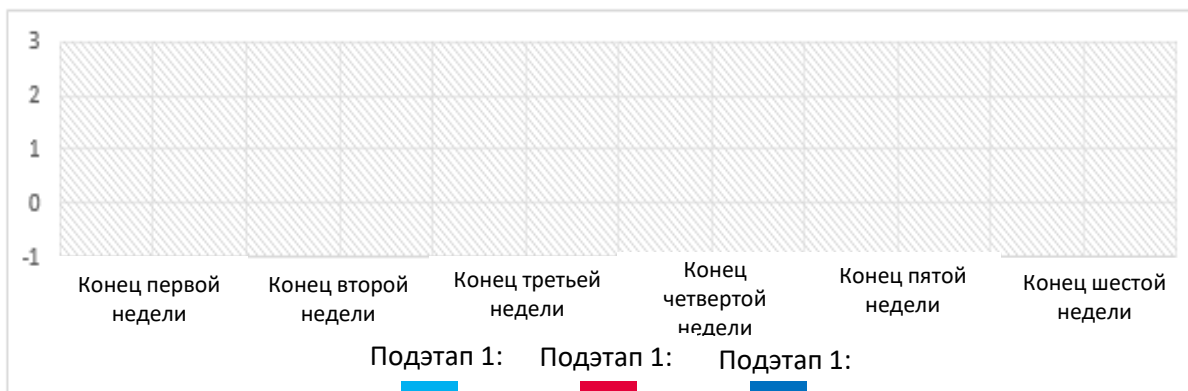 3
2
1
0
-1
Конец первой
недели
Конец второй
недели
Конец третьей
недели
Конец
четвертой
недели
Конец пятой
недели
Конец шестой
недели
Подэтап 1: Подэтап 1: Подэтап 1: